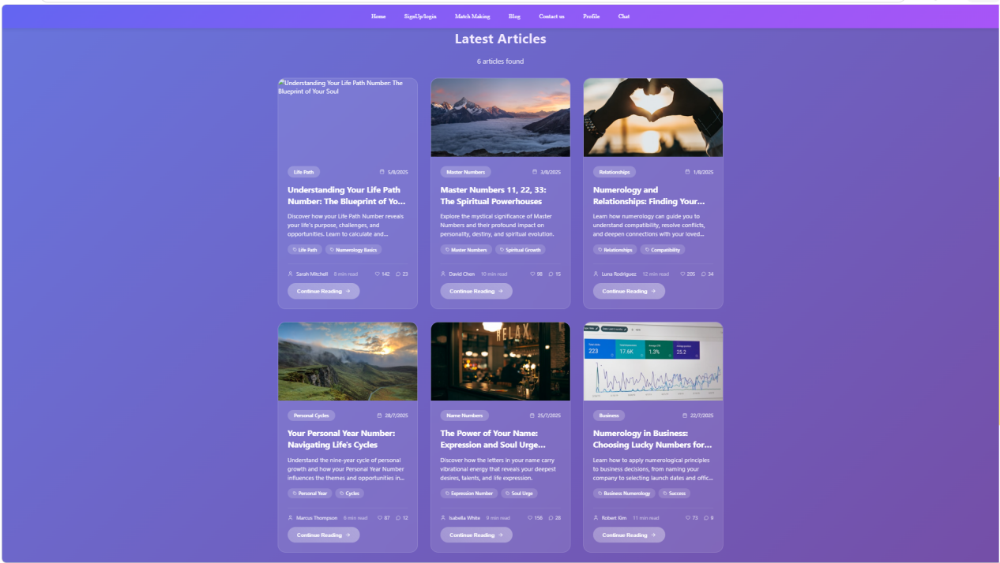 Home SignUp/login Match Making Blog Contact us Profile Chat
Latest Articles
6 articles found
Understanding Your Life Path Number: The
Blueprint of Your Soul
Life Path 5/8/2025
Understanding Your Life Path
Number: The Blueprint of Yo...
Discover how your Life Path Number reveals
your life's purpose, challenges, and
opportunities. Learn to calculate and...
Life Path Numerology Basics
Sarah Mitchell 8 min read 142 23
Continue Reading →
Master Numbers 3/8/2025
Master Numbers 11, 22, 33:
The Spiritual Powerhouses
Explore the mystical significance of Master
Numbers and their profound impact on
personality, destiny, and spiritual evolution.
Master Numbers Spiritual Growth
David Chen 10 min read 98 15
Continue Reading →
Relationships 1/8/2025
Numerology and
Relationships: Finding Your...
Learn how numerology can guide you to
understand compatibility, resolve conflicts,
and deepen connections with your loved...
Relationships Compatibility
Luna Rodriguez 12 min read 205 34
Continue Reading →
Personal Cycles 28/7/2025
Your Personal Year Number:
Navigating Life's Cycles
Understand the nine-year cycle of personal
growth and how your Personal Year Number
influences the themes and opportunities in...
Personal Year Cycles
Marcus Thompson 6 min read 87 12
Continue Reading →
RELAX
Name Numbers 25/7/2025
The Power of Your Name:
Expression and Soul Urge...
Discover how the letters in your name carry
vibrational energy that reveals your deepest
desires, talents, and life expression.
Expression Number Soul Urge
Isabella White 9 min read 156 28
Continue Reading →
223 17.6K 1.3% 25.2
Business 22/7/2025
Numerology in Business:
Choosing Lucky Numbers for...
Learn how to apply numerological principles
to business decisions, from naming your
company to selecting launch dates and offic...
Business Numerology Success
Robert Kim 11 min read 73 9
Continue Reading →